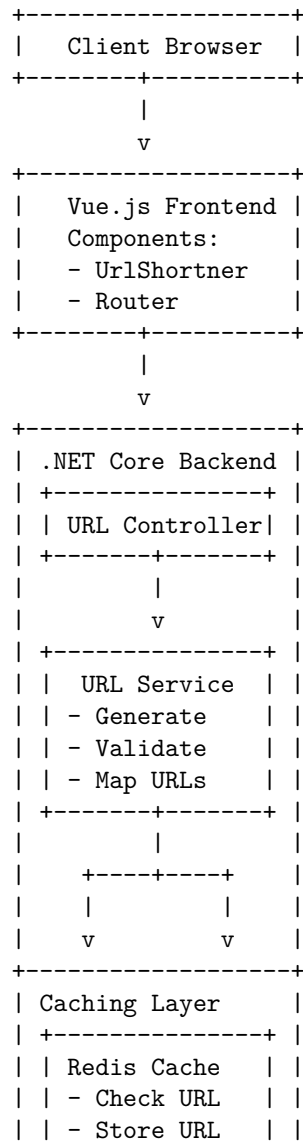 Client Browser
v
Vue.js Frontend
Components:
- UrlShortner
- Router
v
.NET Core Backend
URL Controller
v
URL Service
- Generate
- Validate
- Map URLs
v v
Caching Layer
Redis Cache
- Check URL
- Store URL